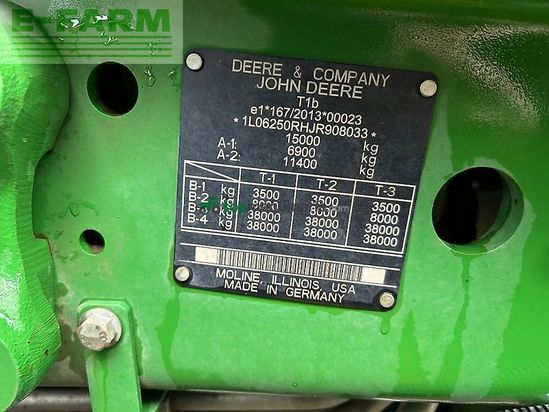 E-FARM
DEERE & COMPANY
JOHN DEERE
T1b
e1*167/2013*00023
*1L06250RHJR908033*
15000
A-1: kg 6900
A-2: kg 11400
T-1 T-2 T-3
B-1 kg 3500 3500 3500
B-2 kg 8000 8000 8000
B-3 kg 38000 38000 38000
B-4 kg 38000 38000 38000
MOLINE, ILLINOIS, USA
MADE IN GERMANY